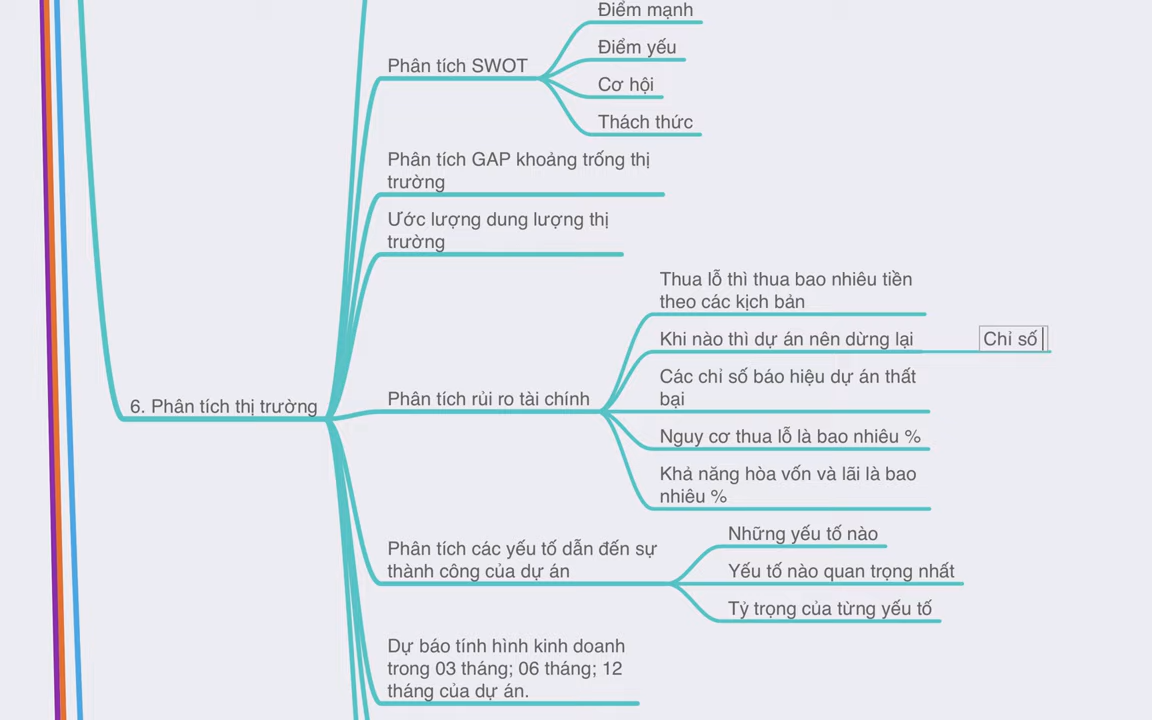 Điểm mạnh
Phân tích SWOT
Điểm yếu
Cơ hội
Thách thức
Phân tích GAP khoảng trống thị
trường
Ước lượng dung lượng thị
trường
6. Phân tích thị trường
Phân tích rủi ro tài chính
Thua lỗ thì thua bao nhiêu tiền
theo các kịch bản
Khi nào thì dự án nên dừng lại
Chỉ số
Các chỉ số báo hiệu dự án thất
bại
Nguy cơ thua lỗ là bao nhiêu %
Khả năng hòa vốn và lãi là bao
nhiêu %
Phân tích các yếu tố dẫn đến sự
thành công của dự án
Những yếu tố nào
Yếu tố nào quan trọng nhất
Tỷ trọng của từng yếu tố
Dự báo tính hình kinh doanh
trong 03 tháng; 06 tháng; 12
tháng của dự án.